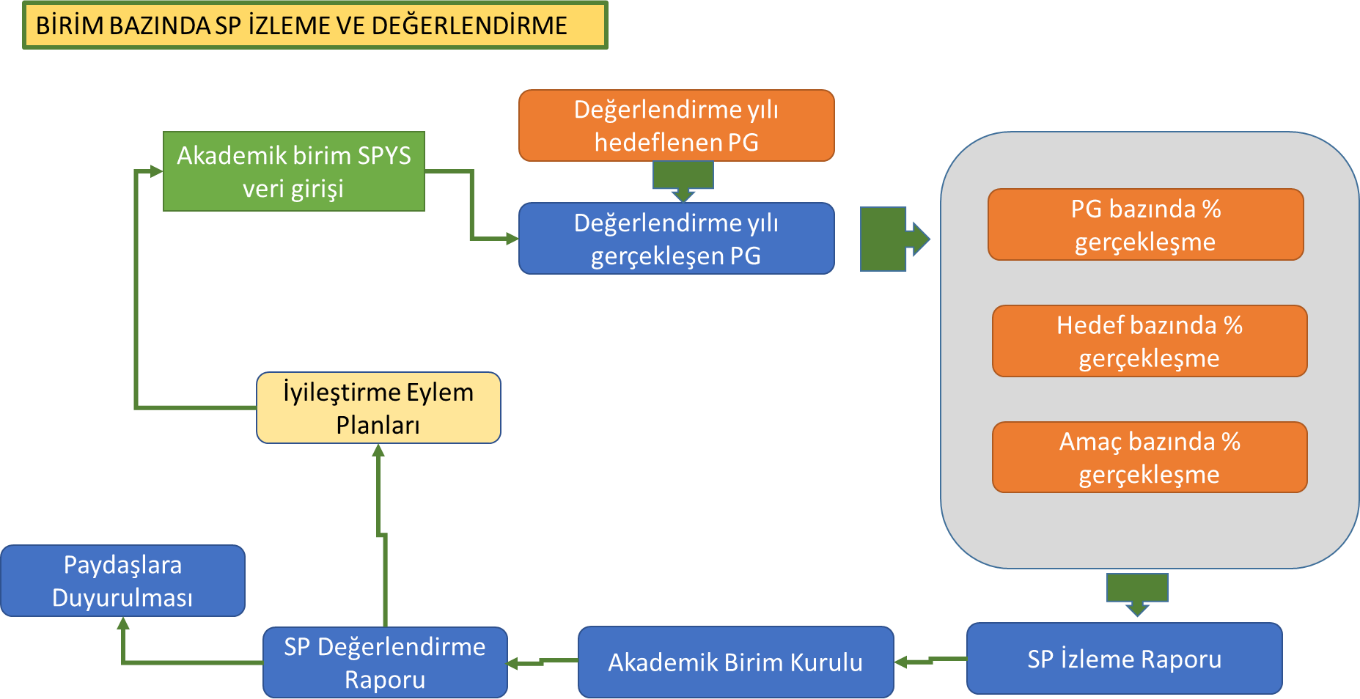 BİRİM BAZINDA SP İZLEME VE DEĞERLENDİRME
Değerlendirme yılı
hedeflenen PG
Akademik birim SPYS
veri girişi
Değerlendirme yılı
gerçekleşen PG
PG bazında %
gerçekleşme
Hedef bazında %
gerçekleşme
Amaç bazında %
gerçekleşme
İyileştirme Eylem
Planları
Paydaşlara
Duyurulması
SP Değerlendirme
Raporu
Akademik Birim Kurulu
SP İzleme Raporu